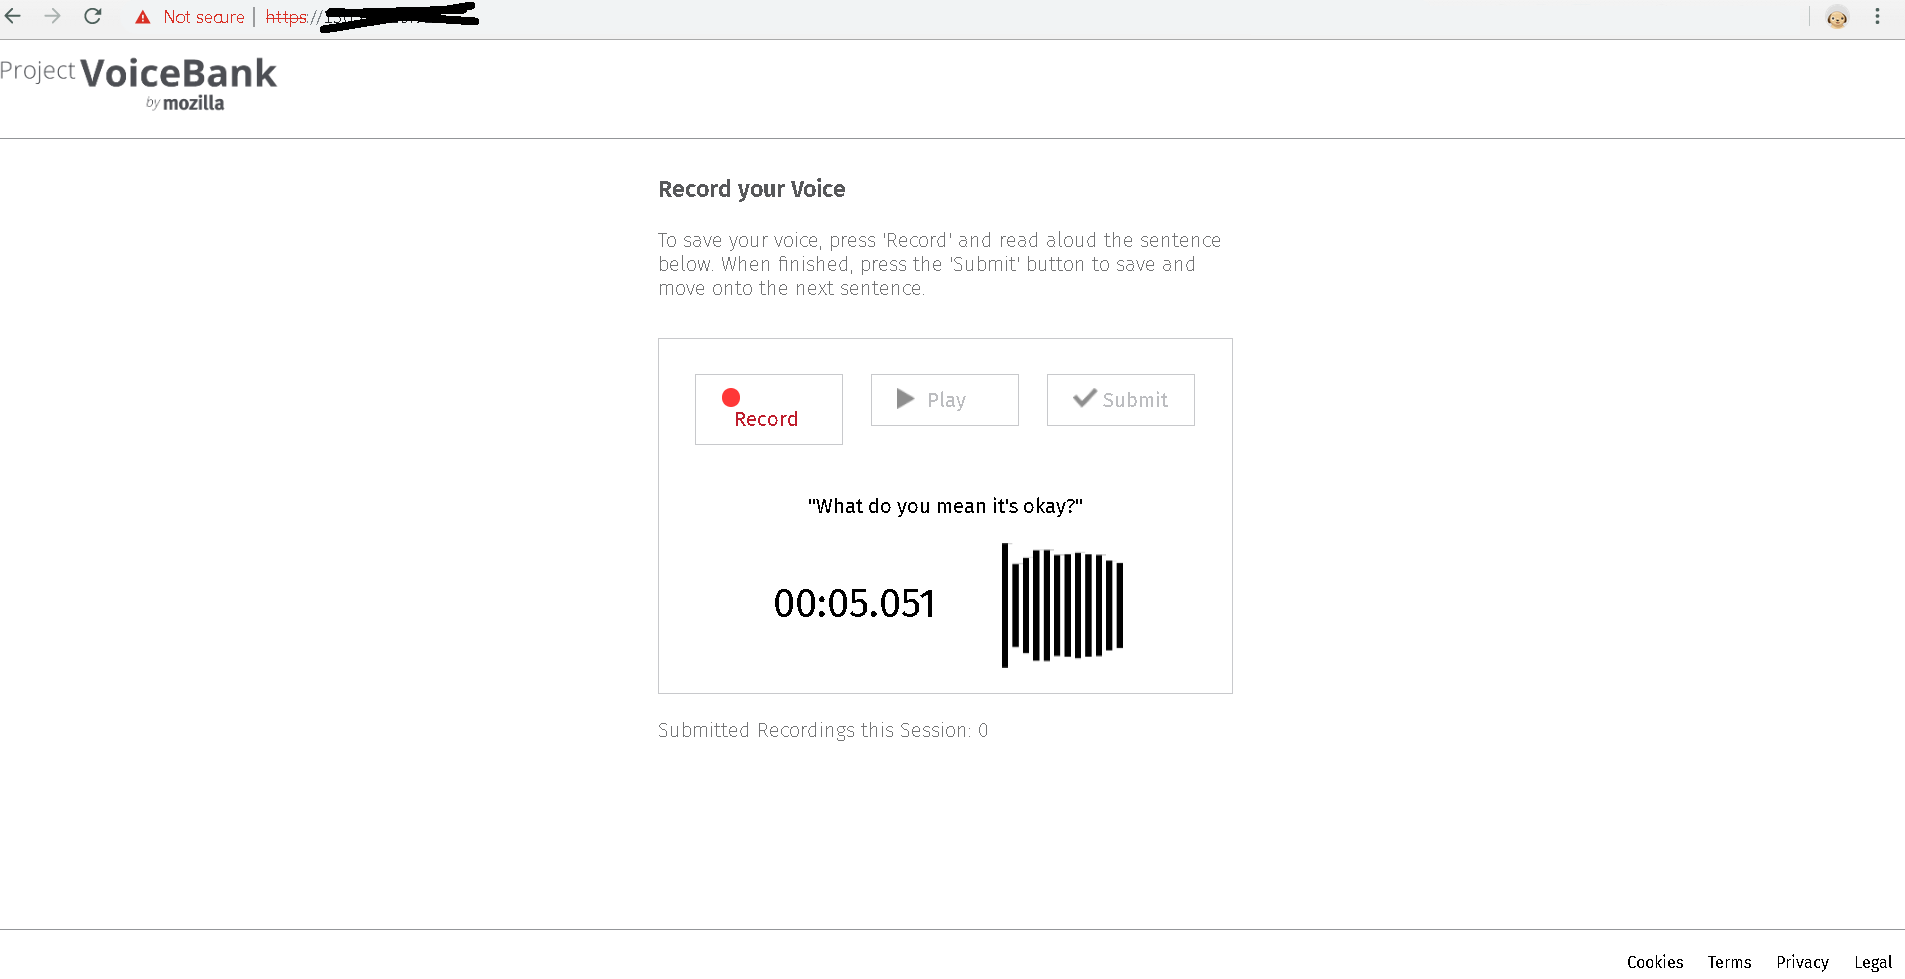 Not secure | https://
Project VoiceBank
by mozilla
Record your Voice
To save your voice, press 'Record' and read aloud the sentence
below. When finished, press the 'Submit' button to save and
move onto the next sentence.
Record
Play
Submit
"What do you mean it's okay?"
00:05.051
Submitted Recordings this Session: 0
Cookies Terms Privacy Legal